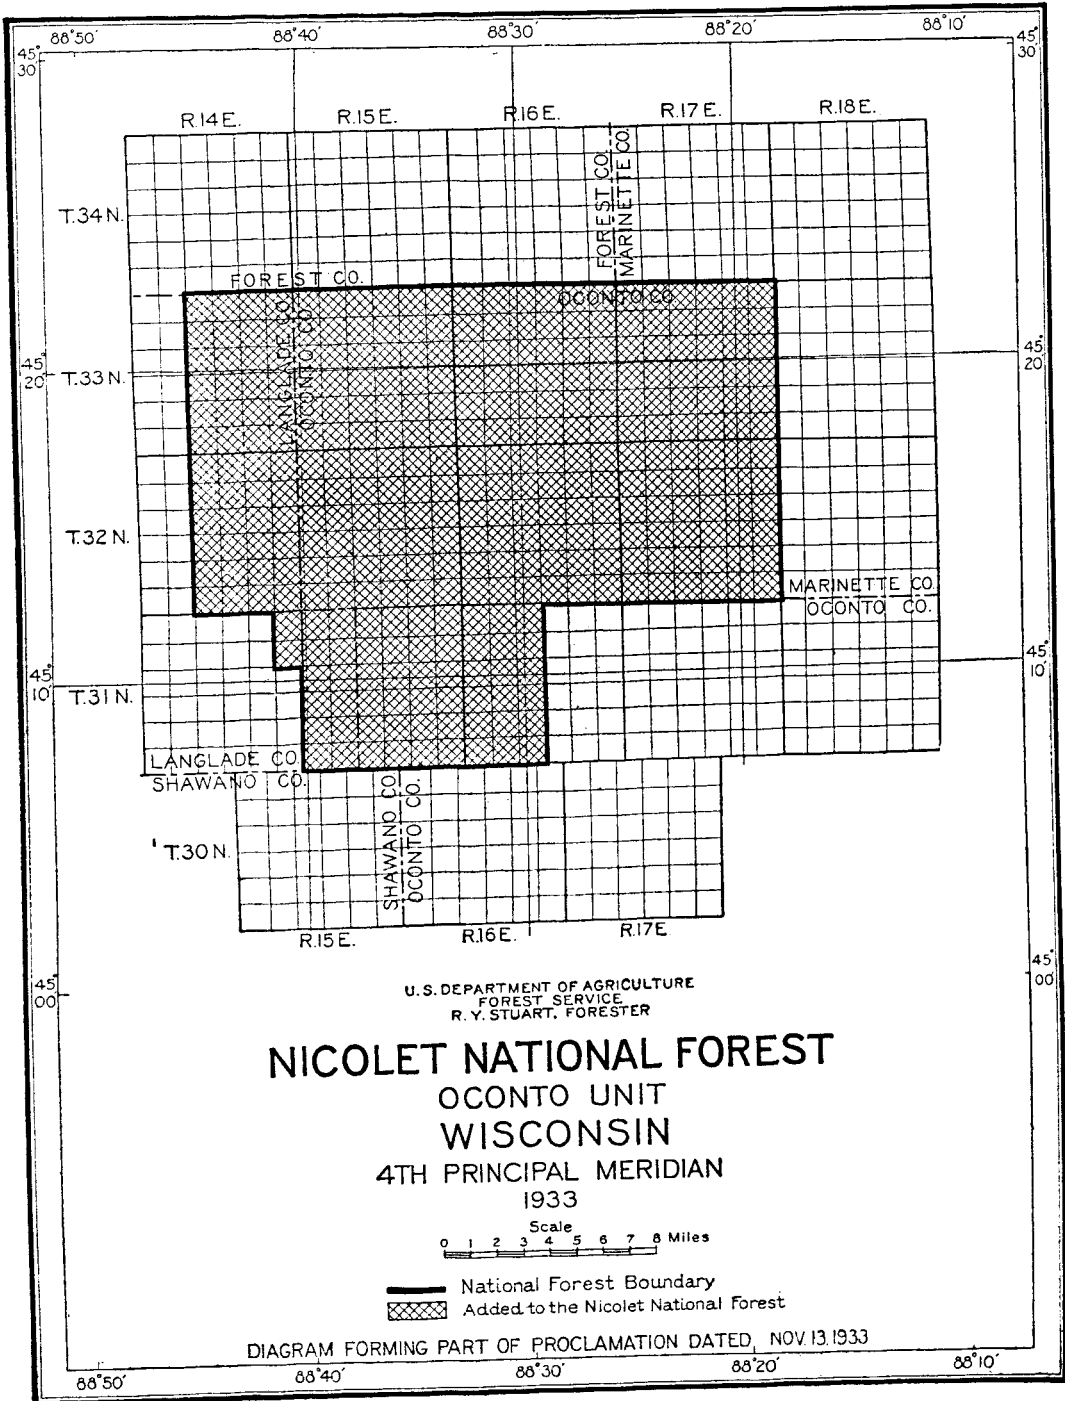 88°50' 88°40' 88°30' 88°20' 88°10'
45° 30' 45° 30'
R.14E. R.15E. R.16E. R.17E. R.18E.
FOREST CO.
MARINETTE CO.
T.34N.
FOREST CO.
OCONTO CO
LANGLADE CO.
OCONTO CO.
45° 20' T.33N. 45° 20'
T.32N.
MARINETTE CO.
OCONTO CO.
45° 10' T.31N. 45° 10'
LANGLADE CO.
SHAWANO CO.
SHAWANO CO.
OCONTO CO.
T.30N.
R.15E. R.16E. R.17E
45° 00' 45° 00'
U.S. DEPARTMENT OF AGRICULTURE
FOREST SERVICE
R.Y. STUART, FORESTER
NICOLET NATIONAL FOREST
OCONTO UNIT
WISCONSIN
4TH PRINCIPAL MERIDIAN
1933
Scale
0 1 2 3 4 5 6 7 8 Miles
National Forest Boundary
Added to the Nicolet National Forest
DIAGRAM FORMING PART OF PROCLAMATION DATED, NOV. 13, 1933
88°50' 88°40' 88°30' 88°20' 88°10'